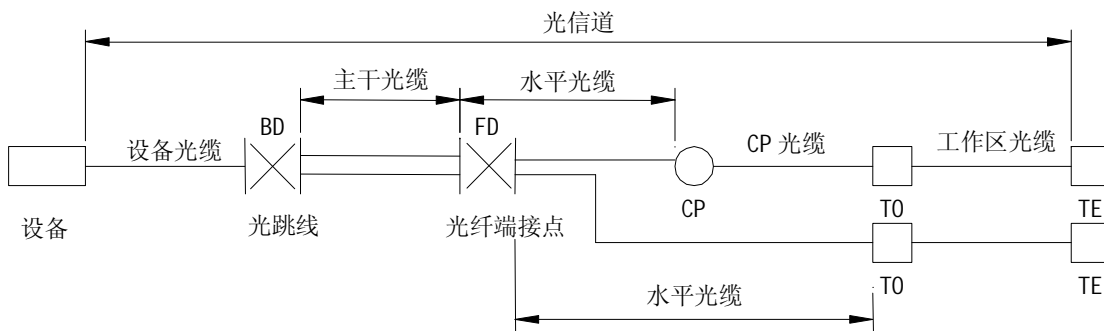 光信道
主干光缆
水平光缆
BD
FD
设备光缆
CP 光缆
工作区光缆
设备
光跳线
光纤端接点
CP
TO
TE
水平光缆
TO
TE